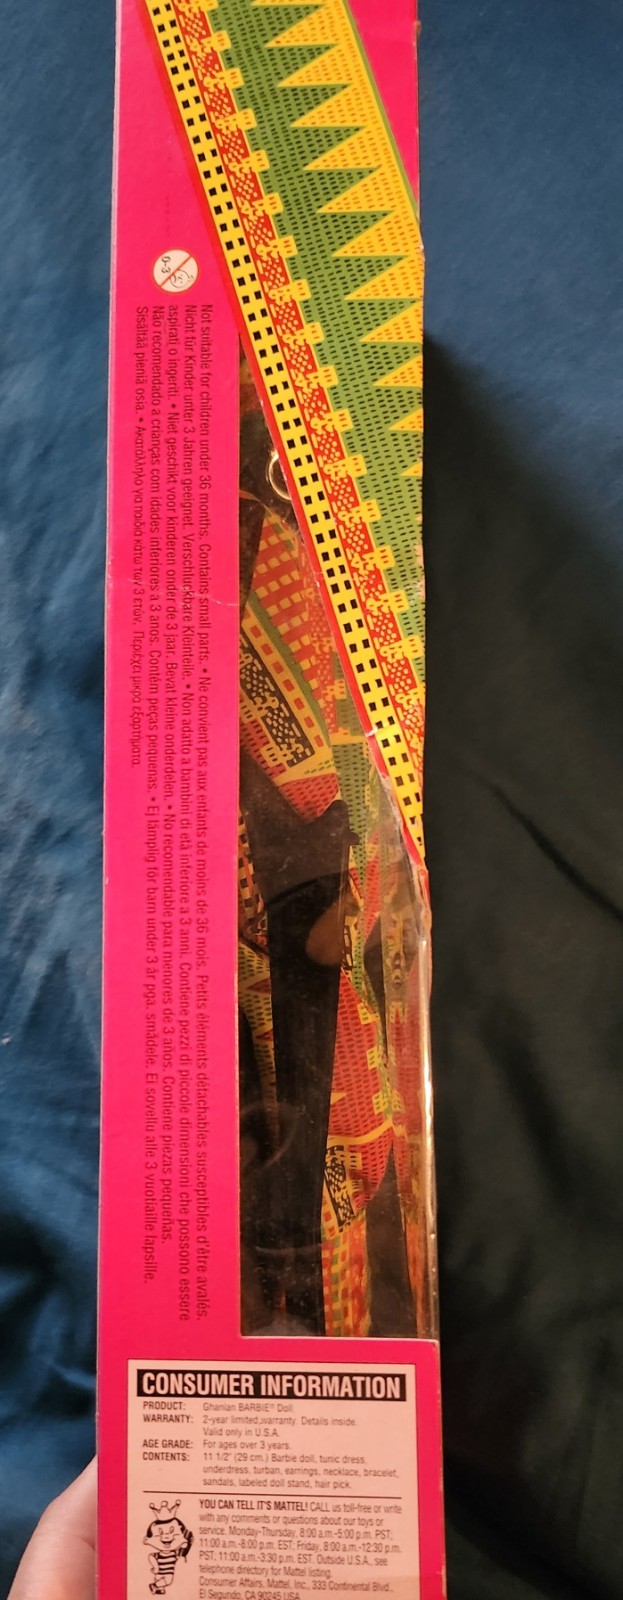 0-3
Not suitable for children under 36 months. Contains small parts. • Ne convient pas aux enfants de moins de 36 mois. Petits éléments détachables susceptibles d'être avalés.
Nicht für Kinder unter 3 Jahren geeignet. Verschluckbare Kleinteile. • Non adatto a bambini di età inferiore a 3 anni. Contiene pezzi di piccole dimensioni che possono essere
aspirati o ingeriti. • Niet geschikt voor kinderen onder de 3 jaar. Bevat kleine onderdelen. • No recomendable para menores de 3 años. Contiene piezas pequeñas.
Não recomendado a crianças com idades inferiores a 3 anos. Contém peças pequenas. • Ej lämplig för barn under 3 år pga. smådele. Ei sovellu alle 3 vuotiaille lapsille.
Sisältää pieniä osia. • Ακατάλληλο για παιδιά κάτω των 3 ετών. Περιέχει μικρά εξαρτήματα.
CONSUMER INFORMATION
PRODUCT: Ghanian BARBIE® Doll
WARRANTY: 2-year limited warranty. Details inside.
Valid only in U.S.A.
AGE GRADE: For ages over 3 years.
CONTENTS: 11 1/2" (29 cm.) Barbie doll, tunic dress,
underdress, turban, earrings, necklace, bracelet,
sandals, labeled doll stand, hair pick.
YOU CAN TELL IT'S MATTEL! CALL us toll-free or write
with any comments or questions about our toys or
service. Monday-Thursday, 8:00 a.m.-5:00 p.m. PST;
11:00 a.m.-8:00 p.m. EST; Friday, 8:00 a.m.-12:30 p.m.
PST; 11:00 a.m.-3:30 p.m. EST. Outside U.S.A., see
telephone directory for Mattel listing.
Consumer Affairs, Mattel, Inc., 333 Continental Blvd.,
El Segundo, CA 90245 USA